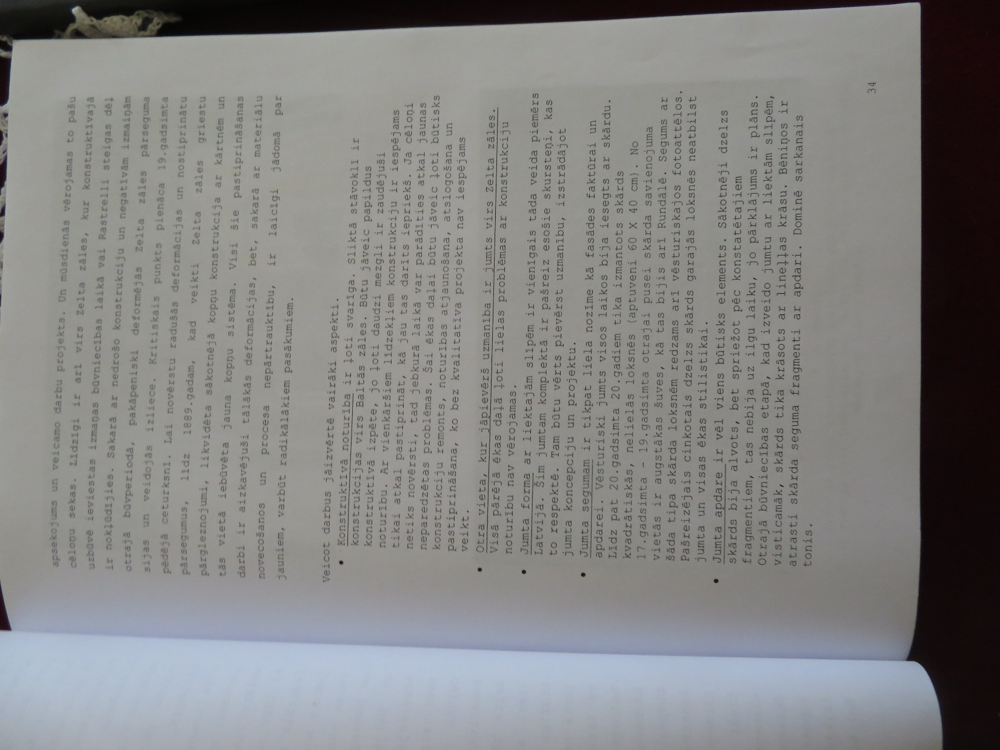 apsekojums un veicamo darbu projekts. Un mūsdienās vērojamas to pašu
cēloņu sekas. Līdzīgi ir arī virs Zelta zāles, kur konstruktīvajā
uzbūvē ieviestas izmaņas būvniecības laikā vai Rastrelli steigas dēļ
ir nokļūdījies. Sakarā ar nedrošo konstrukciju un negatīvām izmaiņām
otrajā būvperiodā, pakāpeniski deformējās Zelta zāles pārseguma
sijas un veidojās izliece. Kritiskais punkts pienāca 19.gadsimta
pēdējā ceturksnī. Lai novērstu radušās deformācijas un nostiprinātu
pārsegumus, līdz 1889.gadam, kad veikti Zelta zāles griestu
pārgleznojumi, likvidēta sākotnējā kopņu konstrukcija ar kārtnēm un
tās vietā iebūvēta jauna kopņu sistēma. Visi šie pastiprināšanas
darbi ir aizkavējuši tālākās deformācijas, bet, sakarā ar materiālu
novecošanos un procesa nepārtrauktību, ir laicīgi jādomā par
jauniem, varbūt radikālākiem pasākumiem.
Veicot darbus jāizvērtē vairāki aspekti.
• Konstruktīvā noturība ir ļoti svarīga. Sliktā stāvoklī ir
konstrukcijas virs Baltās zāles. Būtu jāveic papildus
konstruktīvā izpēte, jo ļoti daudzi mezgli ir zaudējuši
noturību. Ar vienkāršiem līdzekļiem konstrukciju ir iespējams
tikai atkal pastiprināt, kā jau tas darīts iepriekš. Ja cēloņi
netiks novērsti, tad jebkurā laikā var parādīties atkal jaunas
neparedzētas problēmas. Šai ēkas daļai būtu jāveic ļoti būtisks
konstrukciju remonts, noturības atjaunošana, atslogošana un
pastiprināšana, ko bez kvalitatīva projekta nav iespējams
veikt.
• Otra vieta, kur jāpievērš uzmanība ir jumts virs Zelta zāles.
Visā pārējā ēkas daļā ļoti lielas problēmas ar konstrukciju
noturību nav vērojamas.
• Jumta forma ar liektajām slīpēm ir vienīgais tāda veida piemērs
Latvijā. Šim jumtam komplektā ir pašreiz esošie skursteņi, kas
to respektē. Tam būtu vērts pievērst uzmanību, izstrādājot
jumta koncepciju un projektu.
• Jumta segumam ir tikpat liela nozīme kā fasādes faktūrai un
apdarei. Vēsturiski jumts visos laikos bija iesegts ar skārdu.
Līdz pat 20.gadsimta 20.gadiem tika izmantots skārds
kvadrātiskās, nelielās loksnēs (aptuveni 60 X 40 cm). No
17.gadsimta - 19.gadsimta otrajai pusei skārda savienojuma
vietās ir augstākas šuves, kā tas bijis arī Rundālē. Segums ar
šāda tipa skārda loksnēm redzams arī vēsturiskajos fotoattēlos.
Pašreizējais cinkotais dzelzs skārds garajās loksnēs neatbilst
jumta un visas ēkas stilistikai.
• Jumta apdare ir vēl viens būtisks elements. Sākotnēji dzelzs
skārds bija alvots, bet spriežot pēc konstatētajiem
fragmentiem, tas nebija uz ilgu laiku, jo pārklājums ir plāns.
Otrajā būvniecības etapā, kad izveido jumtu ar liektām slīpēm,
visticamāk, skārds tika krāsots ar lineļļas krāsu. Bēniņos ir
atrasti skārda seguma fragmenti ar apdari. Dominē sarkanais
tonis.
34